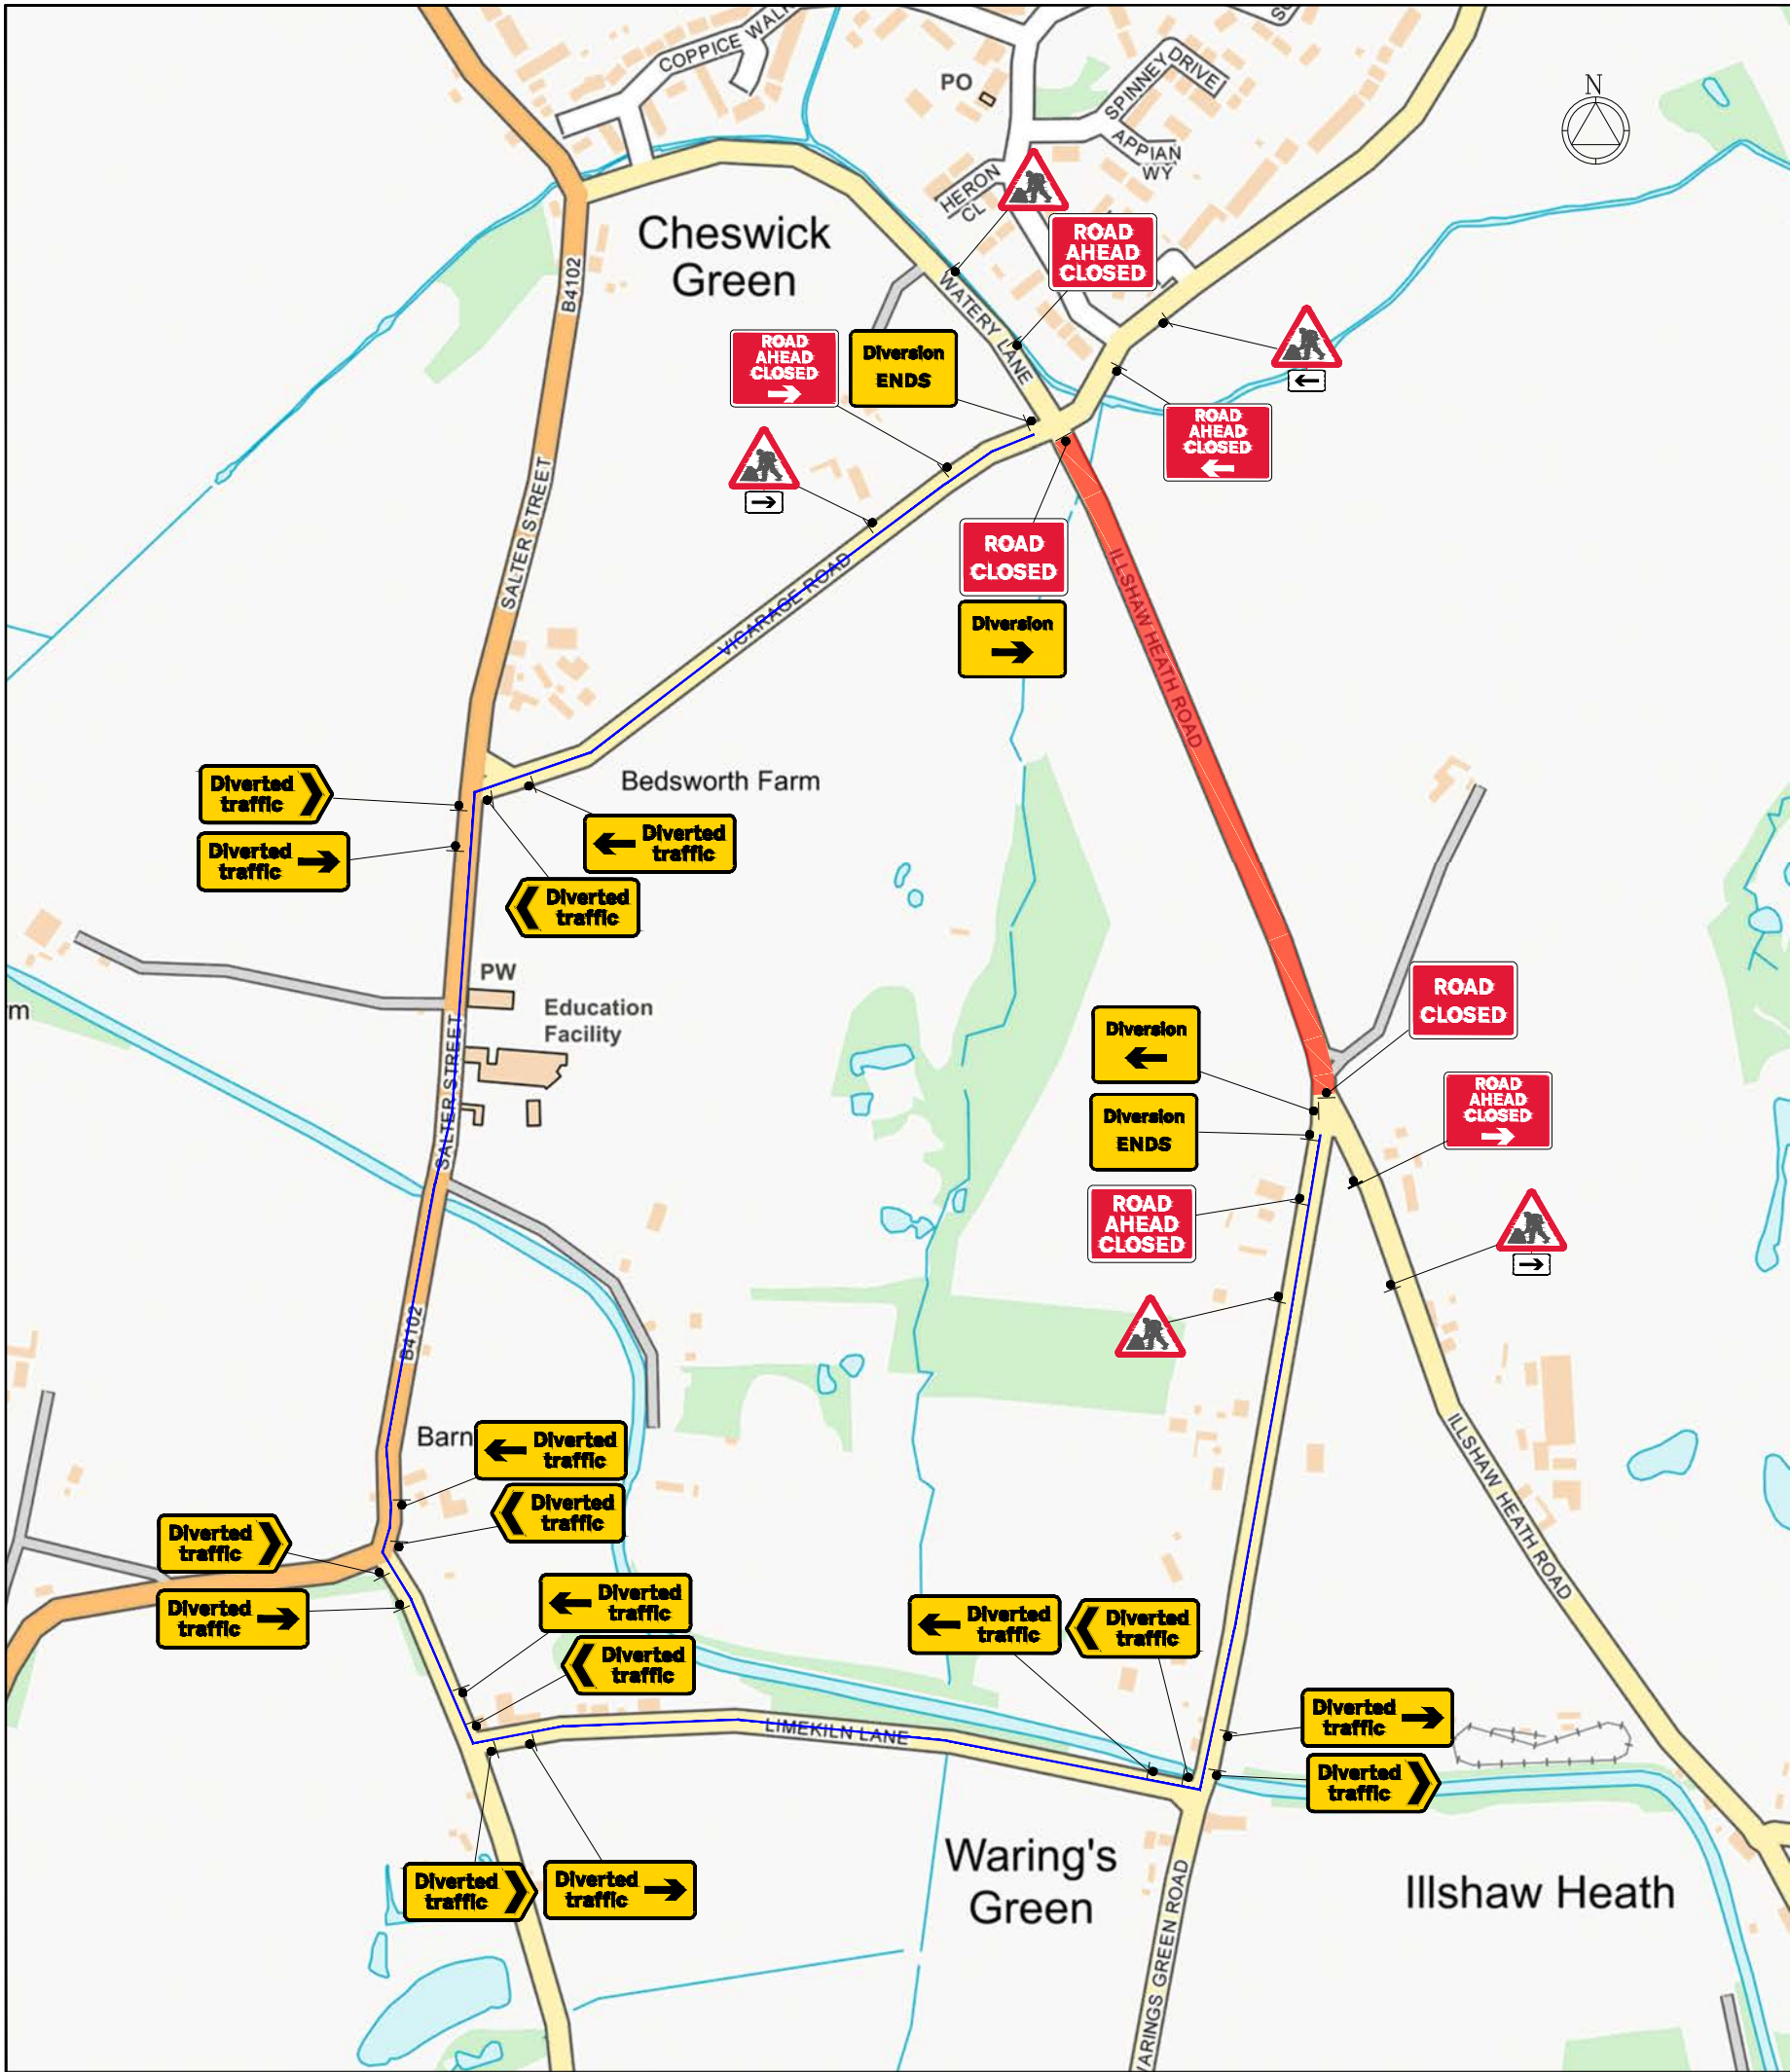 COPPICE WALK
PO
SPINNEY
DRIVE
APPIAN
WY
HERON
CL
N
Cheswick
Green
B4102
WATERY LANE
ROAD
AHEAD
CLOSED
ROAD
AHEAD
CLOSED
Diversion
ENDS
ROAD
AHEAD
CLOSED
SALTER STREET
VICARAGE ROAD
ROAD
CLOSED
Diversion
ILLSHAW HEATH ROAD
Bedsworth Farm
Diverted
traffic
Diverted
traffic
Diverted
traffic
Diverted
traffic
PW
Education
Facility
m
SALTER STREET
ROAD
CLOSED
Diversion
Diversion
ENDS
ROAD
AHEAD
CLOSED
ROAD
AHEAD
CLOSED
B4102
Barn
Diverted
traffic
Diverted
traffic
Diverted
traffic
Diverted
traffic
Diverted
traffic
Diverted
traffic
ILLSHAW HEATH ROAD
Diverted
traffic
Diverted
traffic
LIMEKILN LANE
Diverted
traffic
Diverted
traffic
Diverted
traffic
Diverted
traffic
Waring's
Green
Illshaw Heath
ARINGS GREEN ROAD